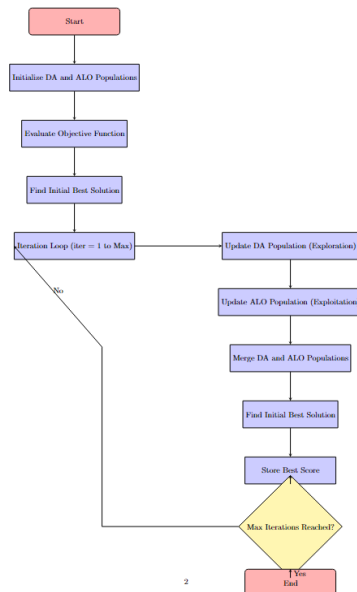 Start
Initialize DA and ALO Populations
Evaluate Objective Function
Find Initial Best Solution
Iteration Loop (iter = 1 to Max)
Update DA Population (Exploration)
No
Update ALO Population (Exploitation
Merge DA and ALO Populations
Find Initial Best Solution
Store Best Score
Max Iterations Reached?
Yes
End
2